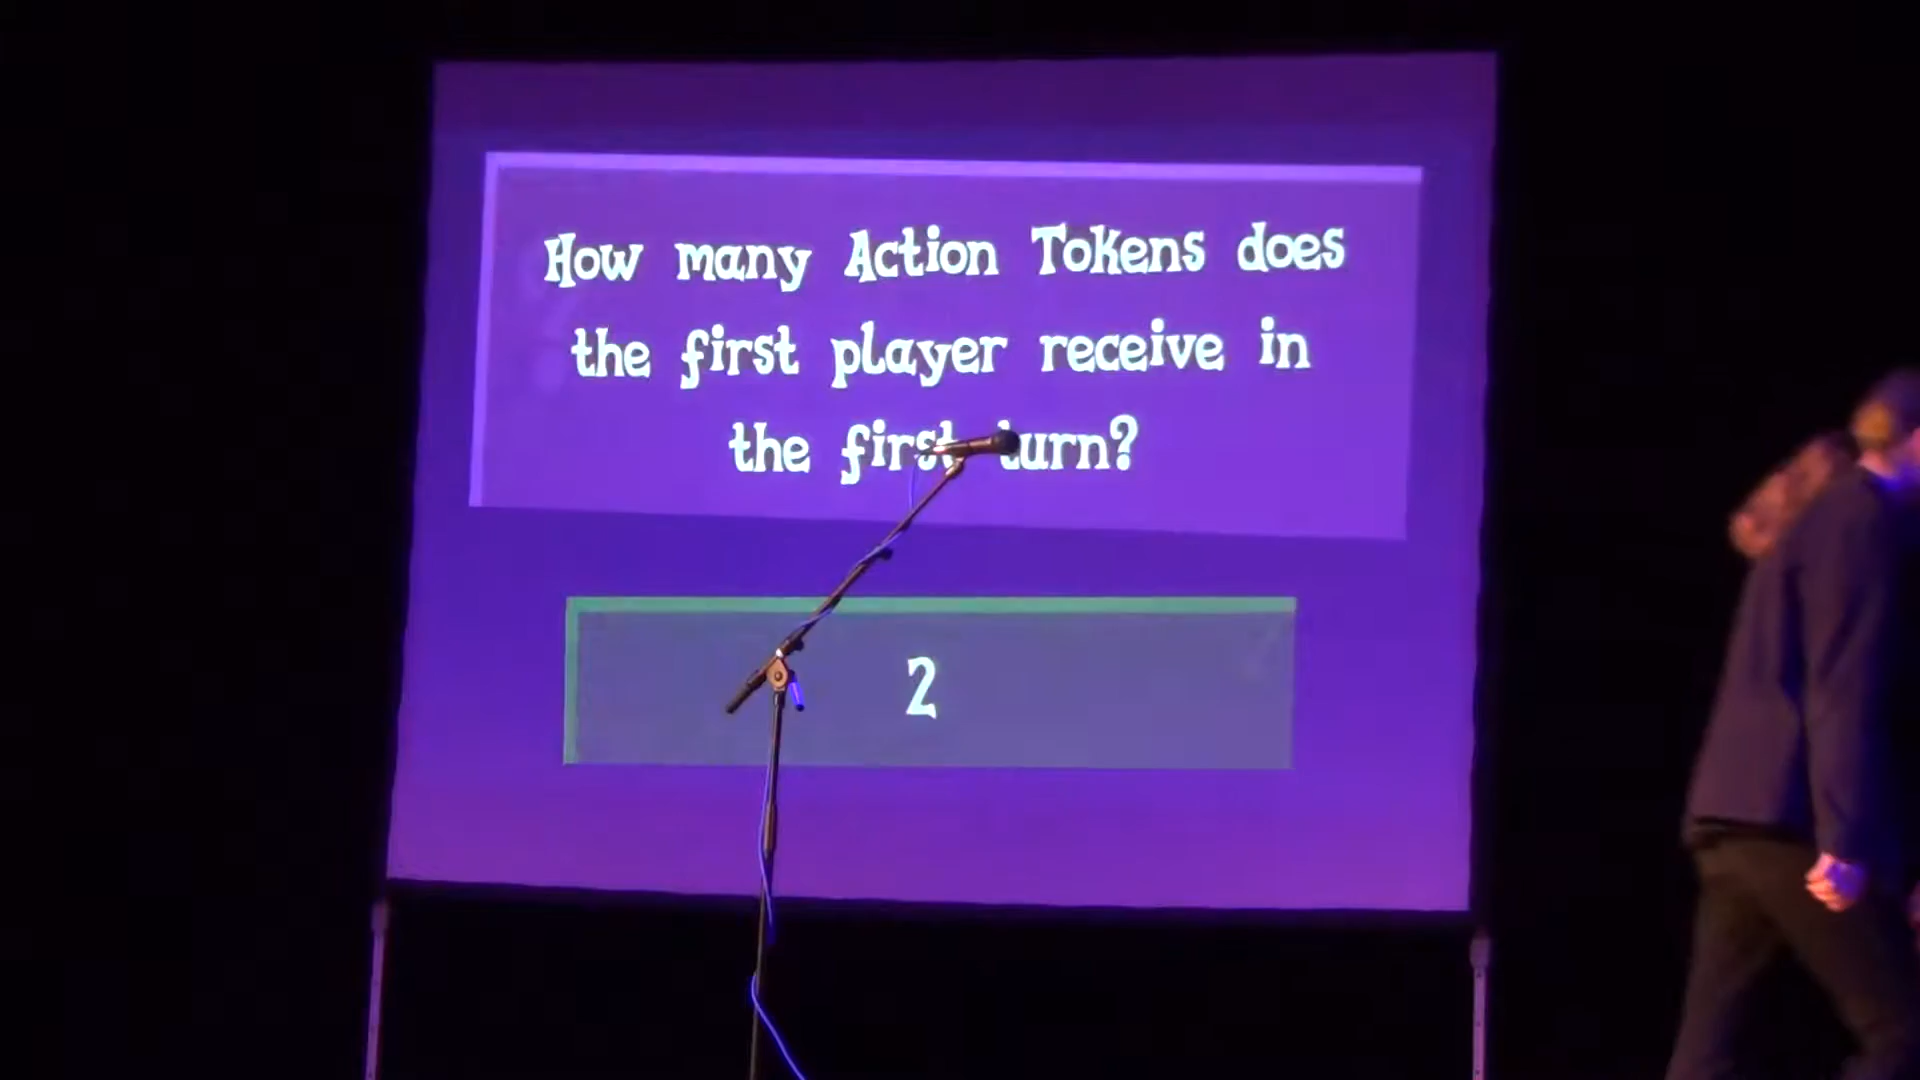 How many Action Tokens does
the first player receive in
the first turn?
2